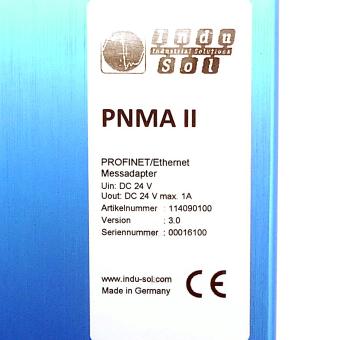 Indu
Industrial Solutions
Sol
PNMA II
PROFINET/Ethernet
Messadapter
Uin: DC 24 V
Uout: DC 24 V max. 1A
Artikelnummer : 114090100
Version : 3.0
Seriennummer : 00016100
www.indu-sol.com
Made in Germany
CE